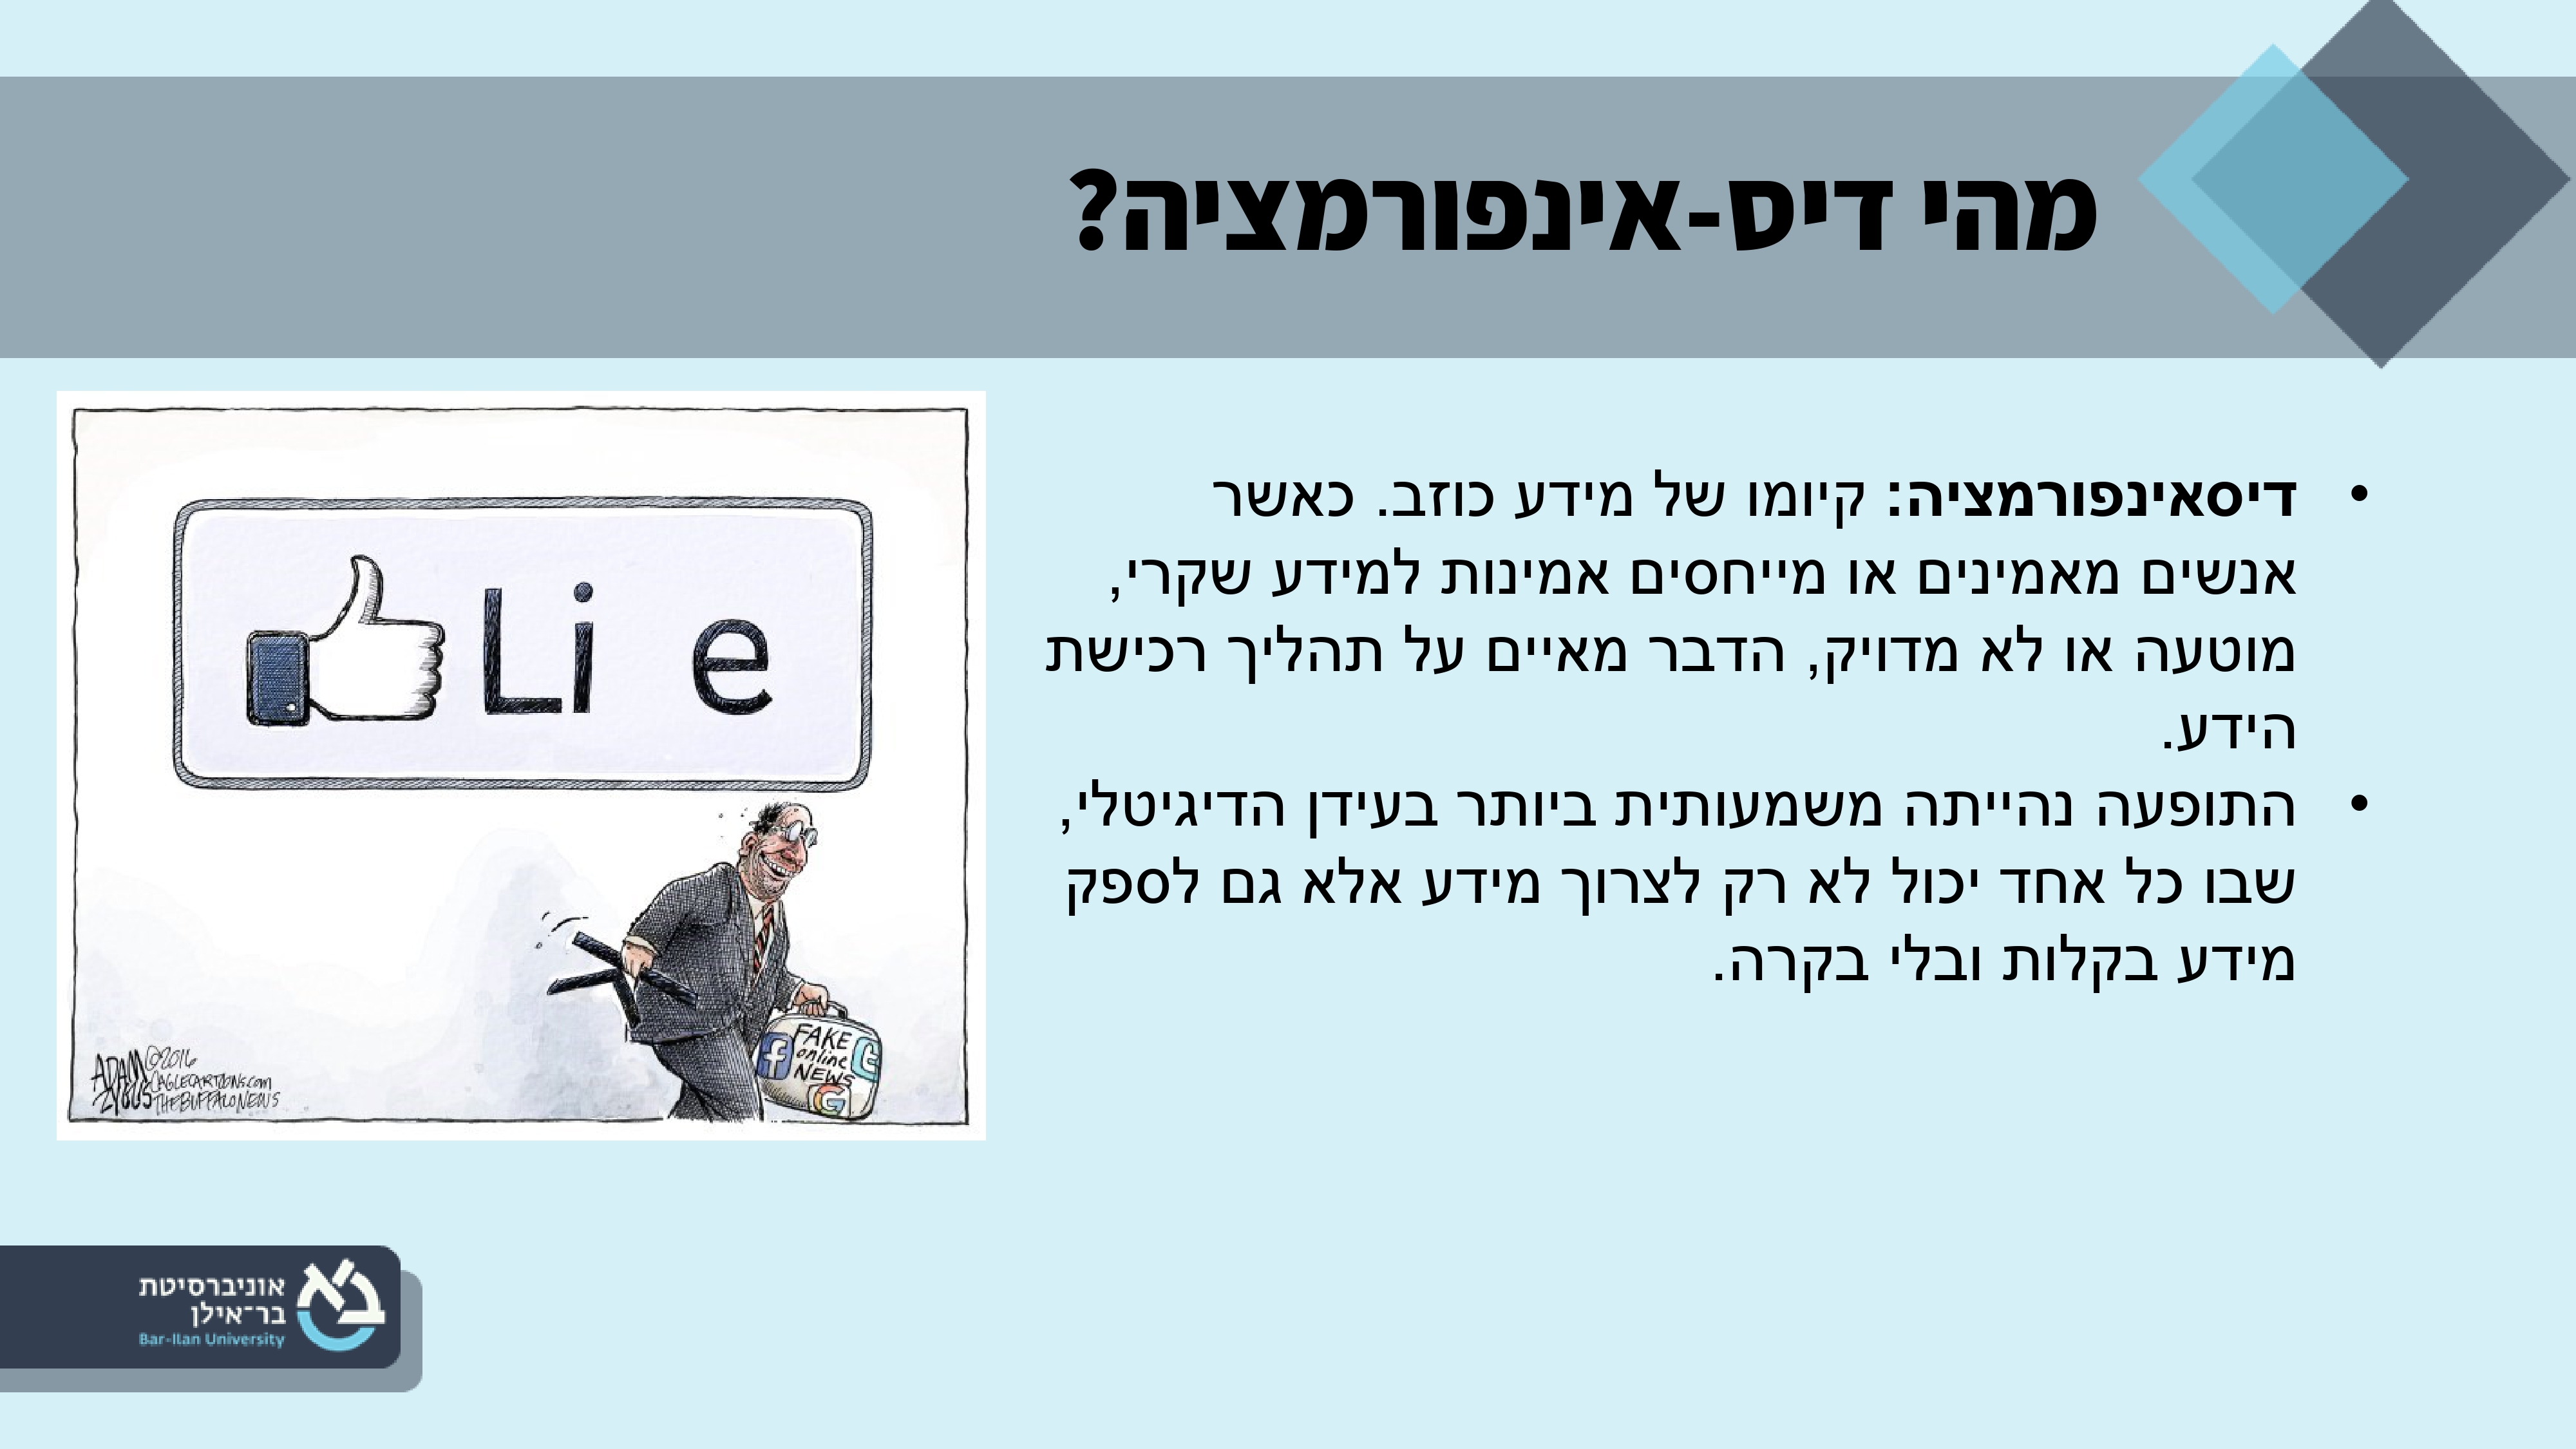 מהי דיס-אינפורמציה?
• דיסאינפורמציה: קיומו של מידע כוזב. כאשר
אנשים מאמינים או מייחסים אמינות למידע שקרי,
מוטעה או לא מדויק, הדבר מאיים על תהליך רכישת
הידע.
• התופעה נהייתה משמעותית ביותר בעידן הדיגיטלי,
שבו כל אחד יכול לא רק לצרוך מידע אלא גם לספק
מידע בקלות ובלי בקרה.
Li e
FAKE
online
NEWS
ADAM ©2016
ZYGLIS CAGLECARTOONS.com
THE BUFFALO NEWS
אוניברסיטת
בר־אילן
Bar-Ilan University